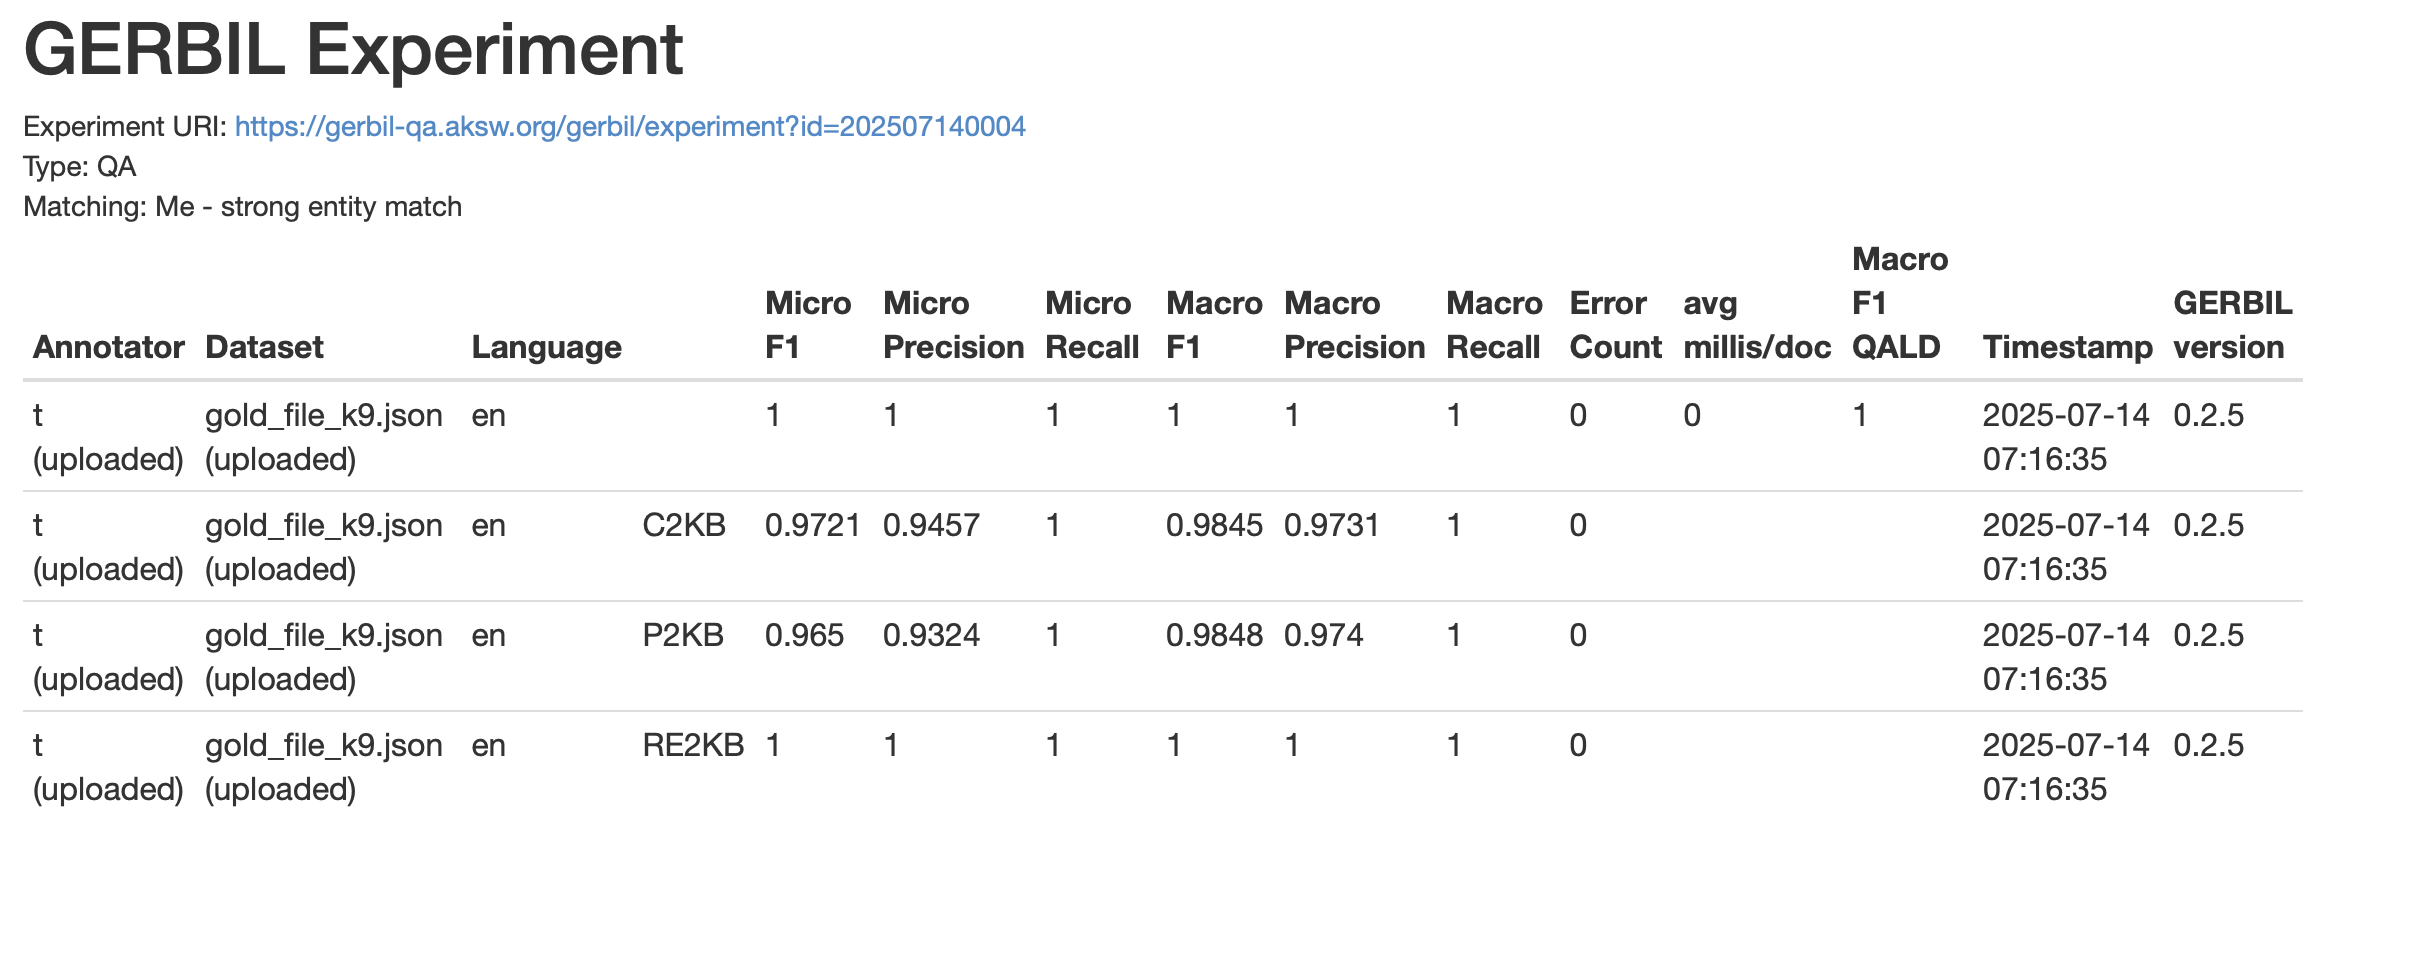 GERBIL Experiment
Experiment URI: https://gerbil-qa.aksw.org/gerbil/experiment?id=202507140004
Type: QA
Matching: Me - strong entity match
Annotator Dataset Language Micro F1 Micro Precision Micro Recall Macro F1 Macro Precision Macro Recall Error Count avg millis/doc Macro F1 QALD Timestamp GERBIL version
t (uploaded) gold_file_k9.json (uploaded) en 1 1 1 1 1 1 0 0 1 2025-07-14 07:16:35 0.2.5
t (uploaded) gold_file_k9.json (uploaded) en C2KB 0.9721 0.9457 1 0.9845 0.9731 1 0 2025-07-14 07:16:35 0.2.5
t (uploaded) gold_file_k9.json (uploaded) en P2KB 0.965 0.9324 1 0.9848 0.974 1 0 2025-07-14 07:16:35 0.2.5
t (uploaded) gold_file_k9.json (uploaded) en RE2KB 1 1 1 1 1 1 0 2025-07-14 07:16:35 0.2.5